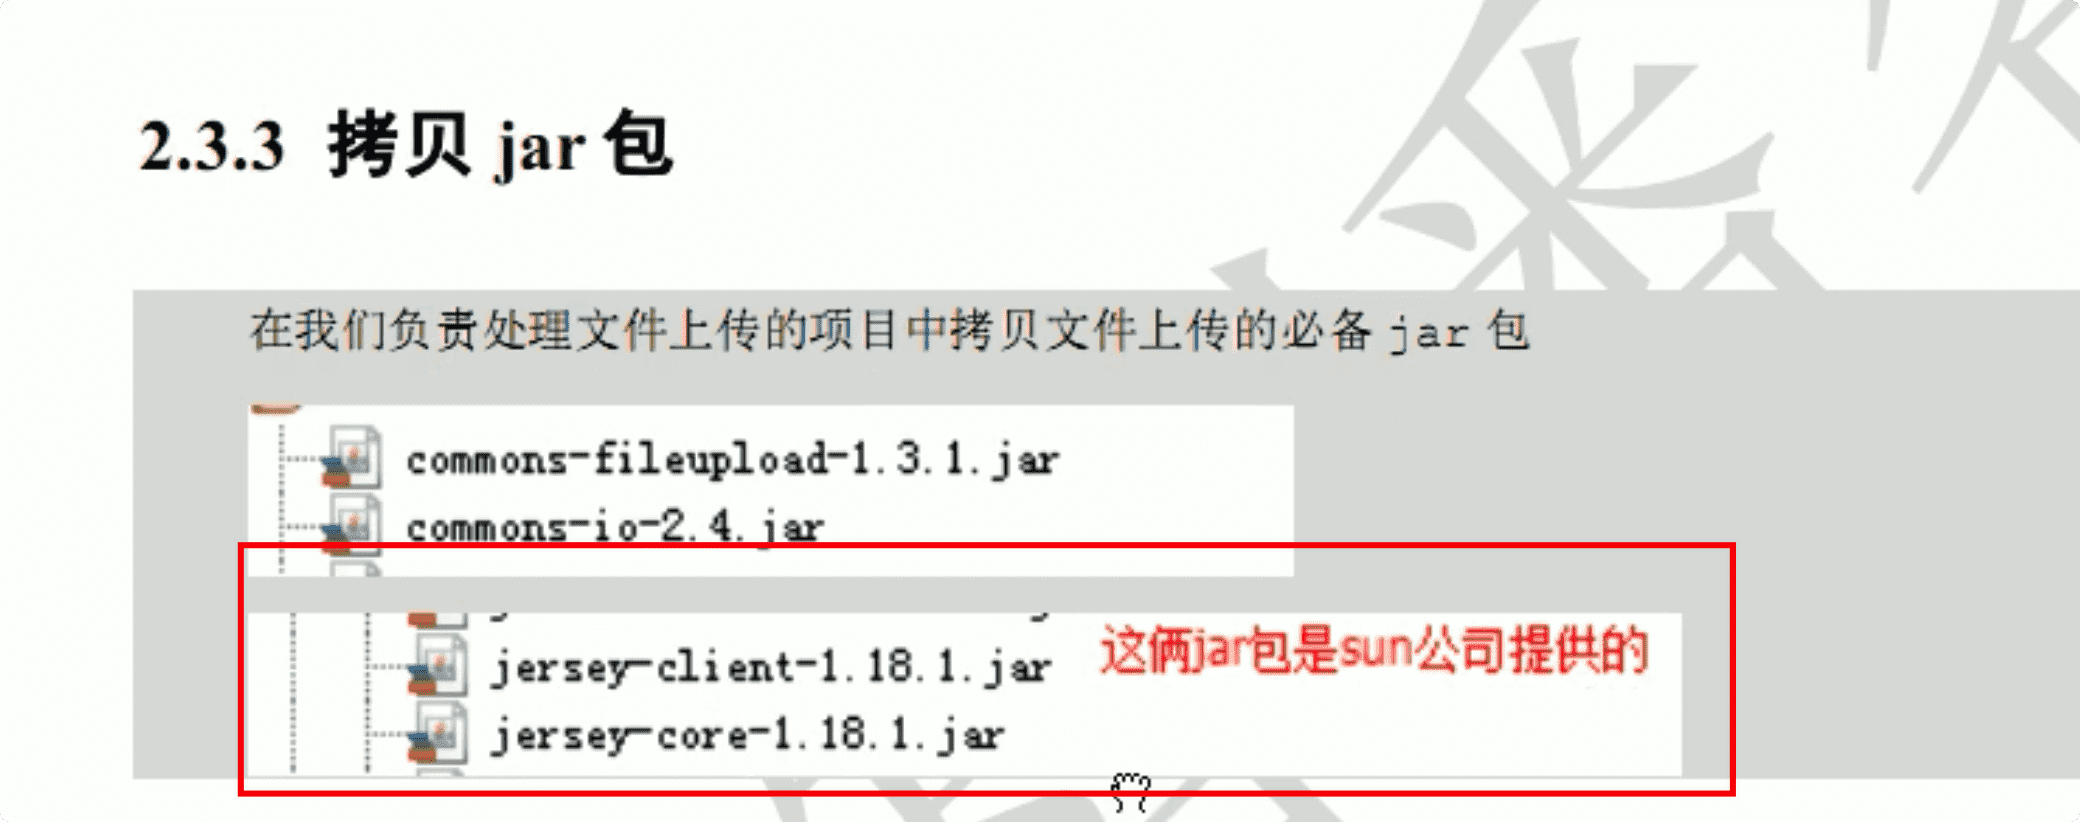 2.3.3 拷贝 jar 包
在我们负责处理文件上传的项目中拷贝文件上传的必备 jar 包
commons-fileupload-1.3.1.jar
commons-io-2.4.jar
jersey-client-1.18.1.jar 这俩jar包是sun公司提供的
jersey-core-1.18.1.jar